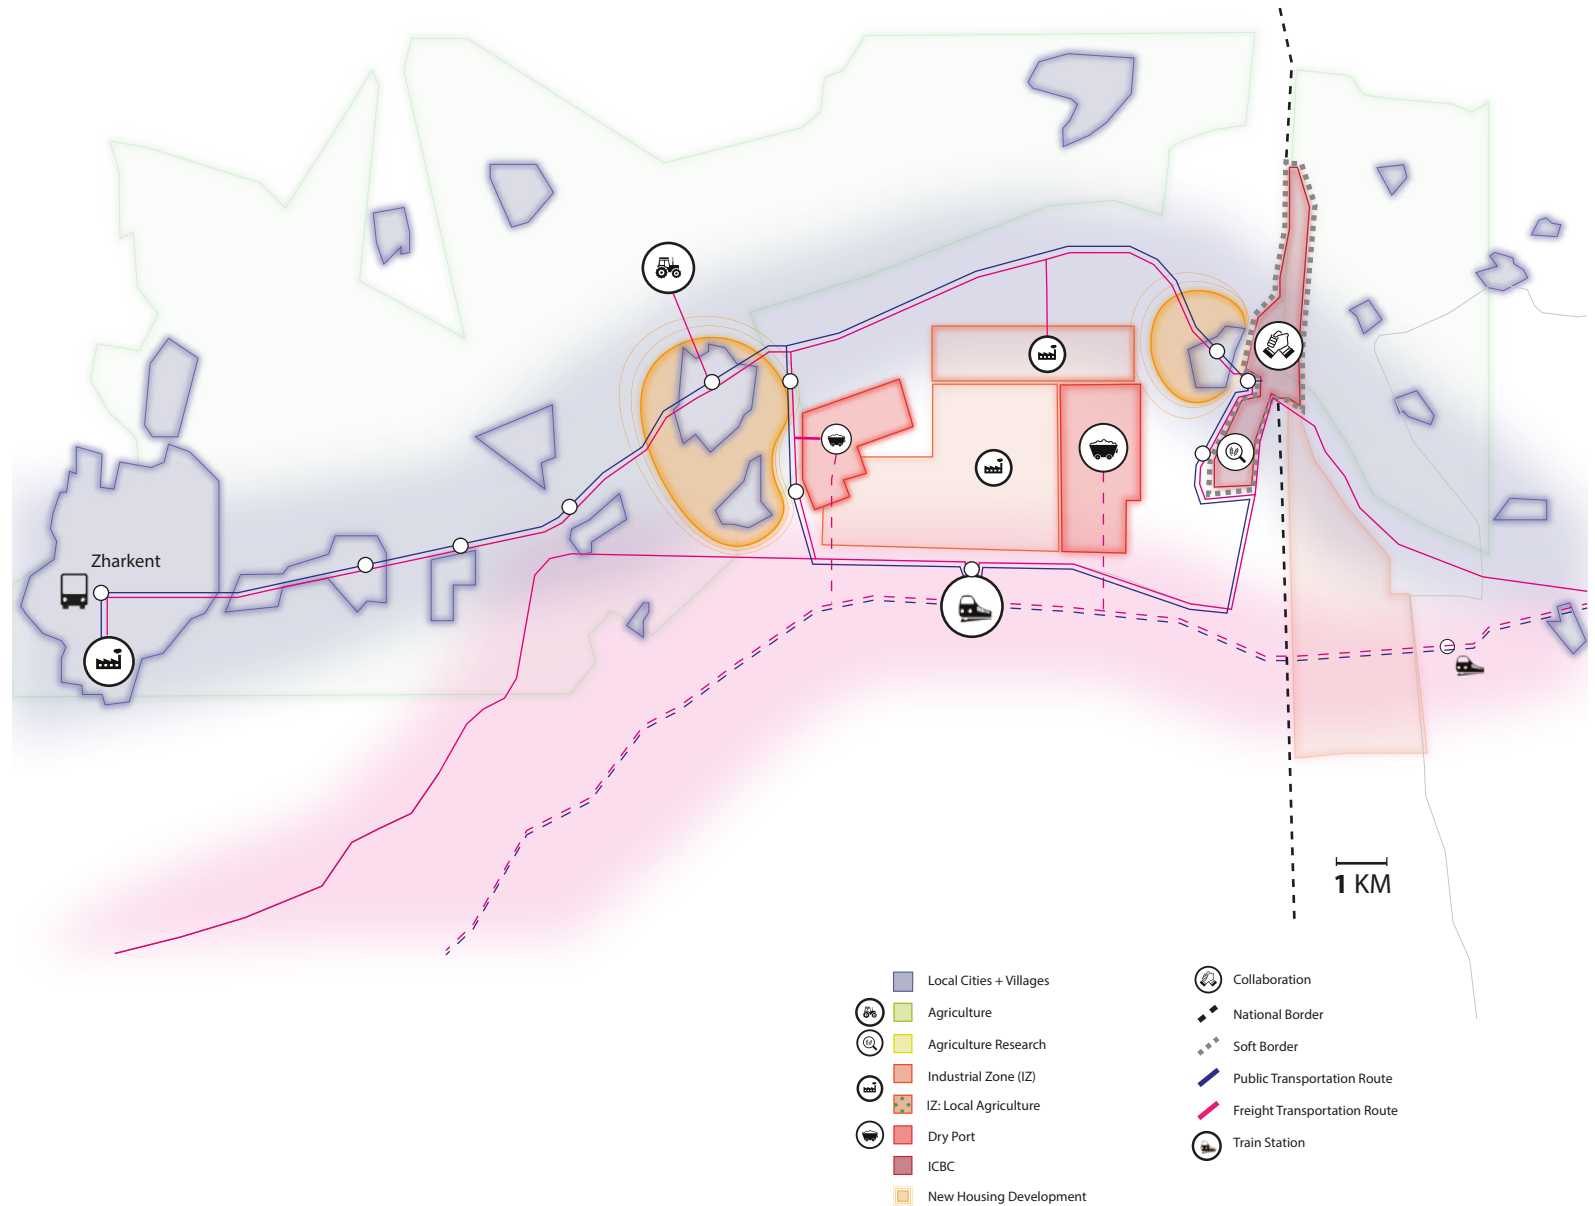 Zharkent
1 KM
Local Cities + Villages
Agriculture
Agriculture Research
Industrial Zone (IZ)
IZ: Local Agriculture
Dry Port
ICBC
New Housing Development
Collaboration
National Border
Soft Border
Public Transportation Route
Freight Transportation Route
Train Station